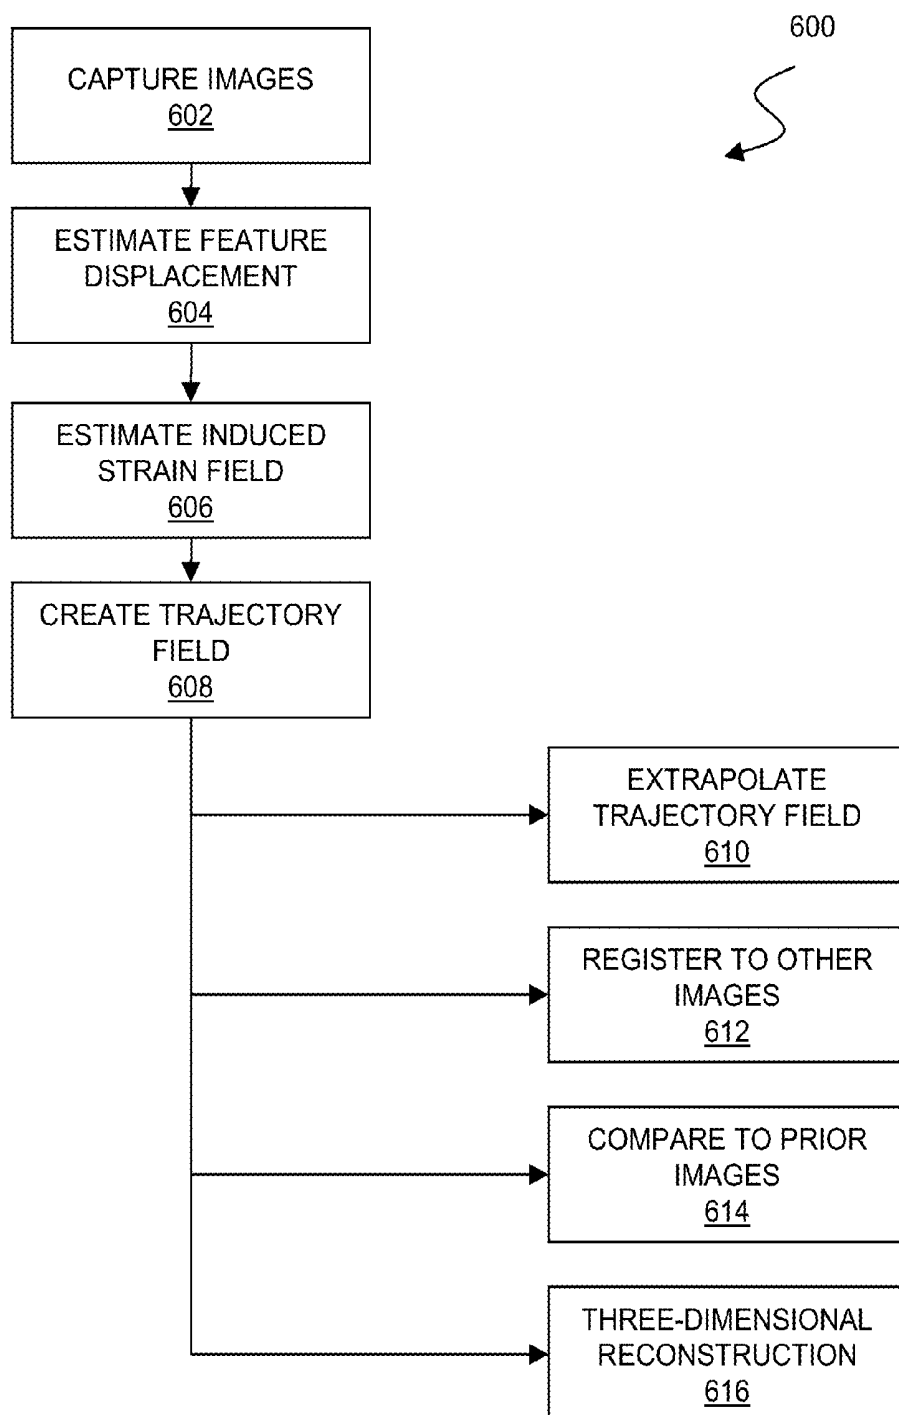 600
CAPTURE IMAGES
602
ESTIMATE FEATURE
DISPLACEMENT
604
ESTIMATE INDUCED
STRAIN FIELD
606
CREATE TRAJECTORY
FIELD
608
EXTRAPOLATE
TRAJECTORY FIELD
610
REGISTER TO OTHER
IMAGES
612
COMPARE TO PRIOR
IMAGES
614
THREE-DIMENSIONAL
RECONSTRUCTION
616